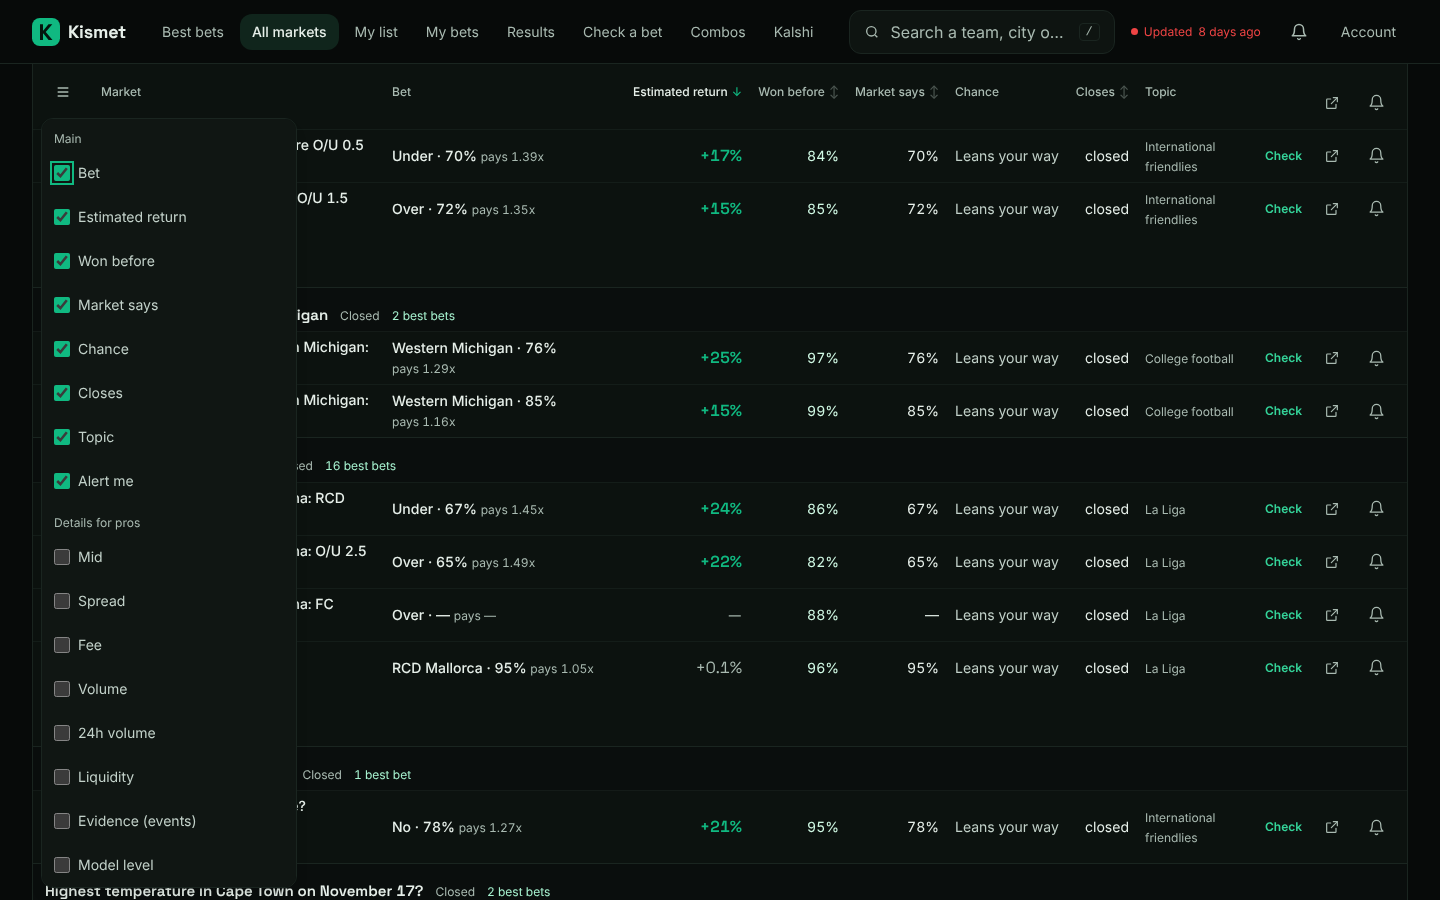 Kismet
Best bets
All markets
My list
My bets
Results
Check a bet
Combos
Kalshi
Search a team, city o...
/
Updated 8 days ago
Account
Market
Bet
Estimated return
Won before
Market says
Chance
Closes
Topic
Main
Bet
Estimated return
Won before
Market says
Chance
Closes
Topic
Alert me
Details for pros
Mid
Spread
Fee
Volume
24h volume
Liquidity
Evidence (events)
Model level
O/U 0.5
Under · 70% pays 1.39x
+17%
84%
70%
Leans your way
closed
International
friendlies
Check
O/U 1.5
Over · 72% pays 1.35x
+15%
85%
72%
Leans your way
closed
International
friendlies
Check
Closed
2 best bets
Michigan:
Western Michigan · 76%
pays 1.29x
+25%
97%
76%
Leans your way
closed
College football
Check
Michigan:
Western Michigan · 85%
pays 1.16x
+15%
99%
85%
Leans your way
closed
College football
Check
16 best bets
RCD
Under · 67% pays 1.45x
+24%
86%
67%
Leans your way
closed
La Liga
Check
O/U 2.5
Over · 65% pays 1.49x
+22%
82%
65%
Leans your way
closed
La Liga
Check
FC
Over · — pays —
—
88%
—
Leans your way
closed
La Liga
Check
RCD Mallorca · 95% pays 1.05x
+0.1%
96%
95%
Leans your way
closed
La Liga
Check
Closed
1 best bet
No · 78% pays 1.27x
+21%
95%
78%
Leans your way
closed
International
friendlies
Check
Highest temperature in Cape Town on November 17?
Closed
2 best bets